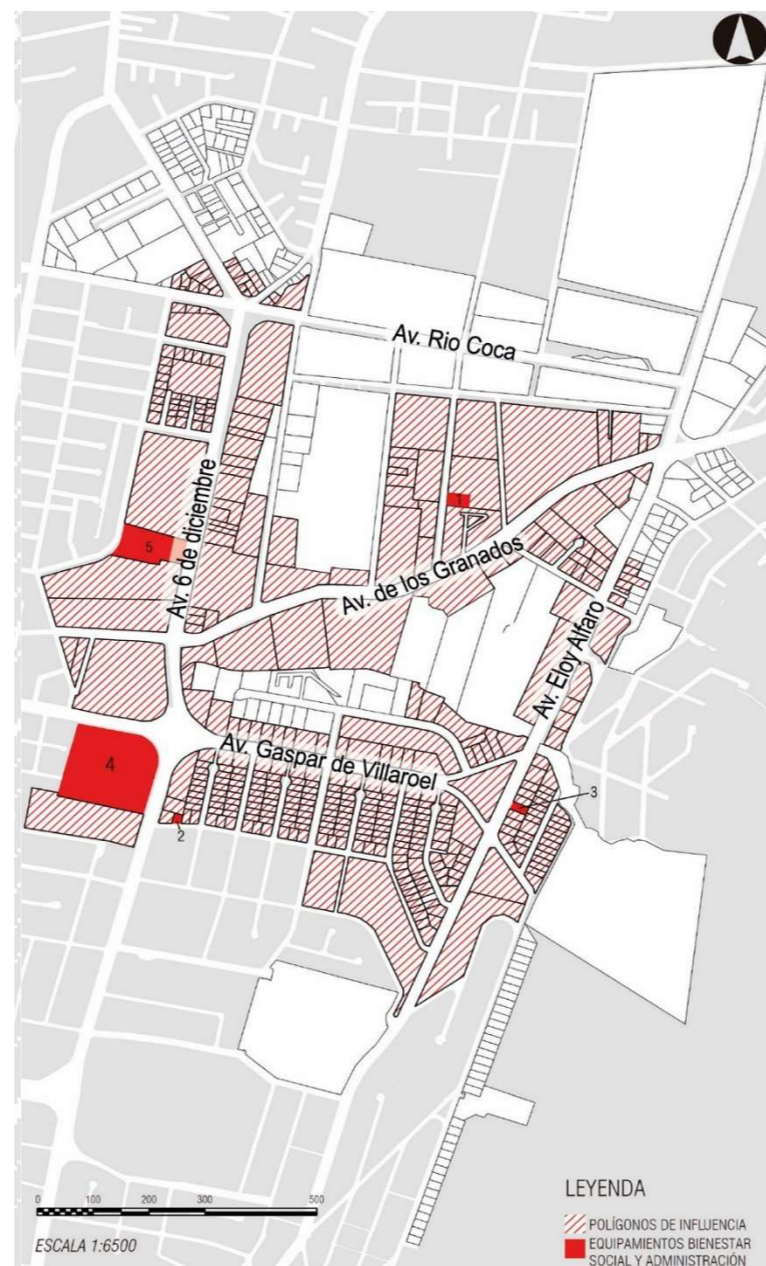 Av. Rio Coca
1
Av. 6 de diciembre
5
Av. de los Granados
Av. Eloy Alfaro
4
Av. Gaspar de Villaroel
3
2
LEYENDA
0 100 200 300 500
POLÍGONOS DE INFLUENCIA
EQUIPAMIENTOS BIENESTAR
SOCIAL Y ADMINISTRACIÓN
ESCALA 1:6500